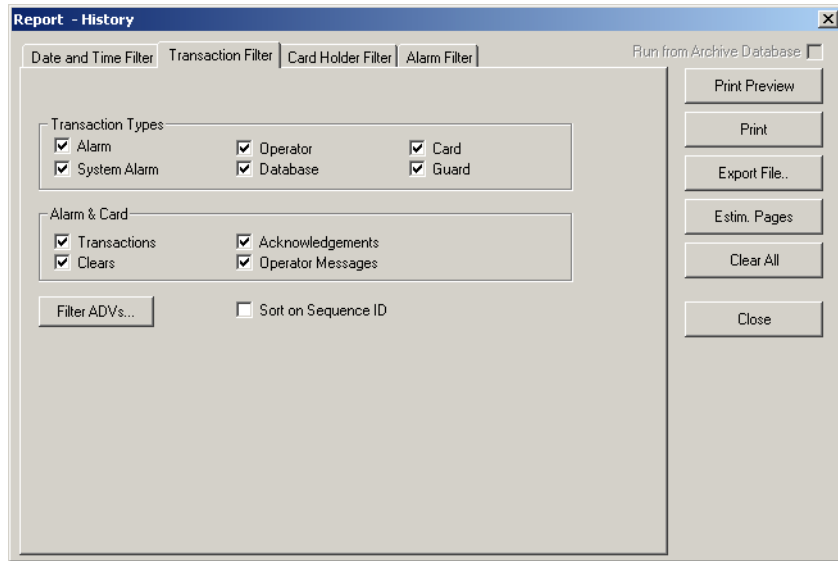 Report - History
Date and Time Filter Transaction Filter Card Holder Filter Alarm Filter
Run from Archive Database
Print Preview
Print
Export File..
Estim. Pages
Clear All
Close
Transaction Types
Alarm Operator Card
System Alarm Database Guard
Alarm & Card
Transactions Acknowledgements
Clears Operator Messages
Filter ADVs... Sort on Sequence ID